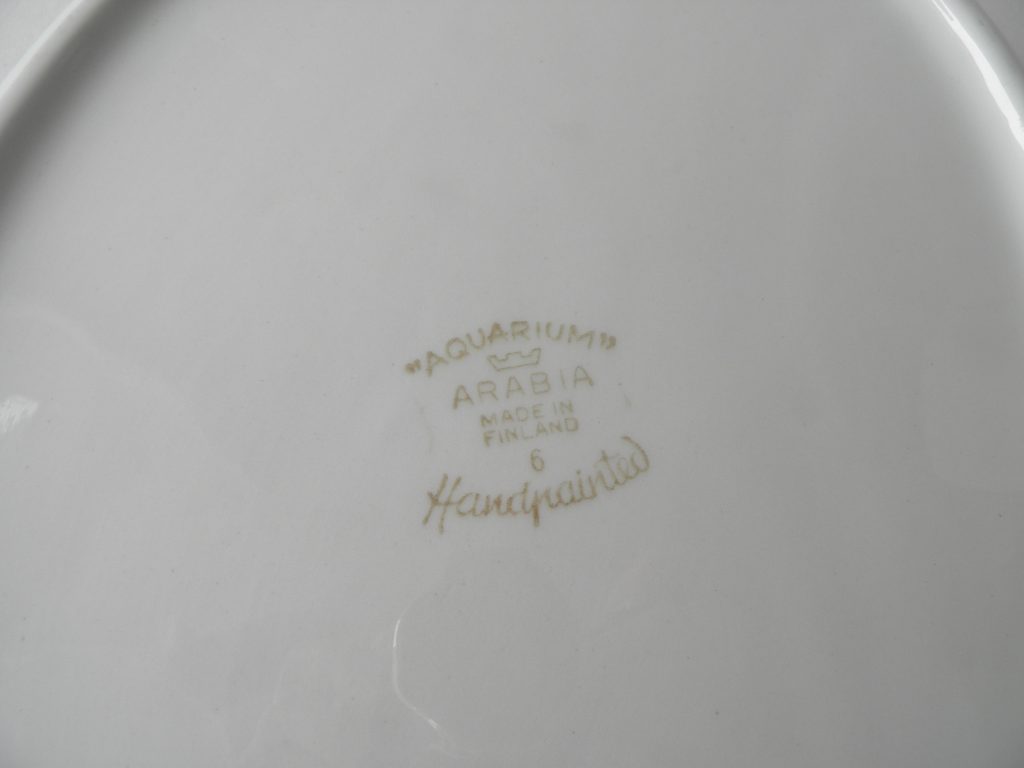 "AQUARIUM"
ARABIA
MADE IN
FINLAND
6
Handpainted